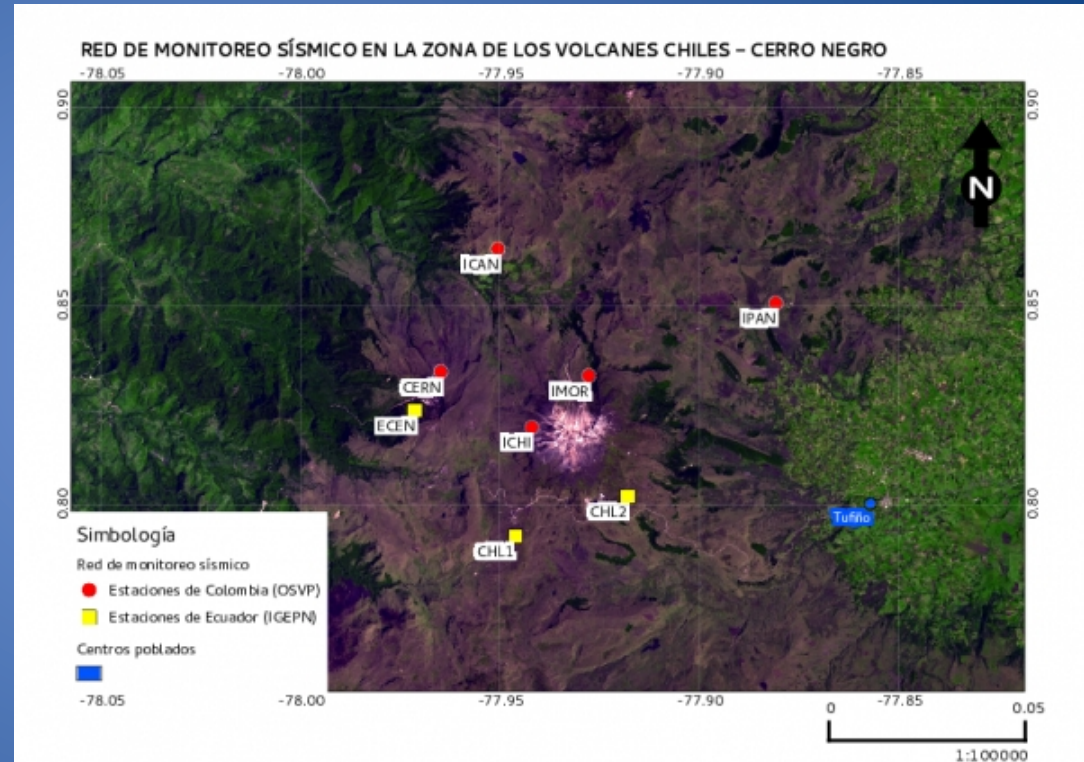 RED DE MONITOREO SÍSMICO EN LA ZONA DE LOS VOLCANES CHILES – CERRO NEGRO
-78.05 -78.00 -77.95 -77.90 -77.85
0.90 0.90
N
ICAN
0.85 0.85
IPAN
CERN
IMOR
ECEN
ICHI
0.80 0.80
CHL2
Tufiño
CHL1
Simbología
Red de monitoreo sísmico
Estaciones de Colombia (OSVP)
Estaciones de Ecuador (IGEPN)
Centros poblados
-78.05 -78.00 -77.95 -77.90 -77.85
0 0.05
1:100000